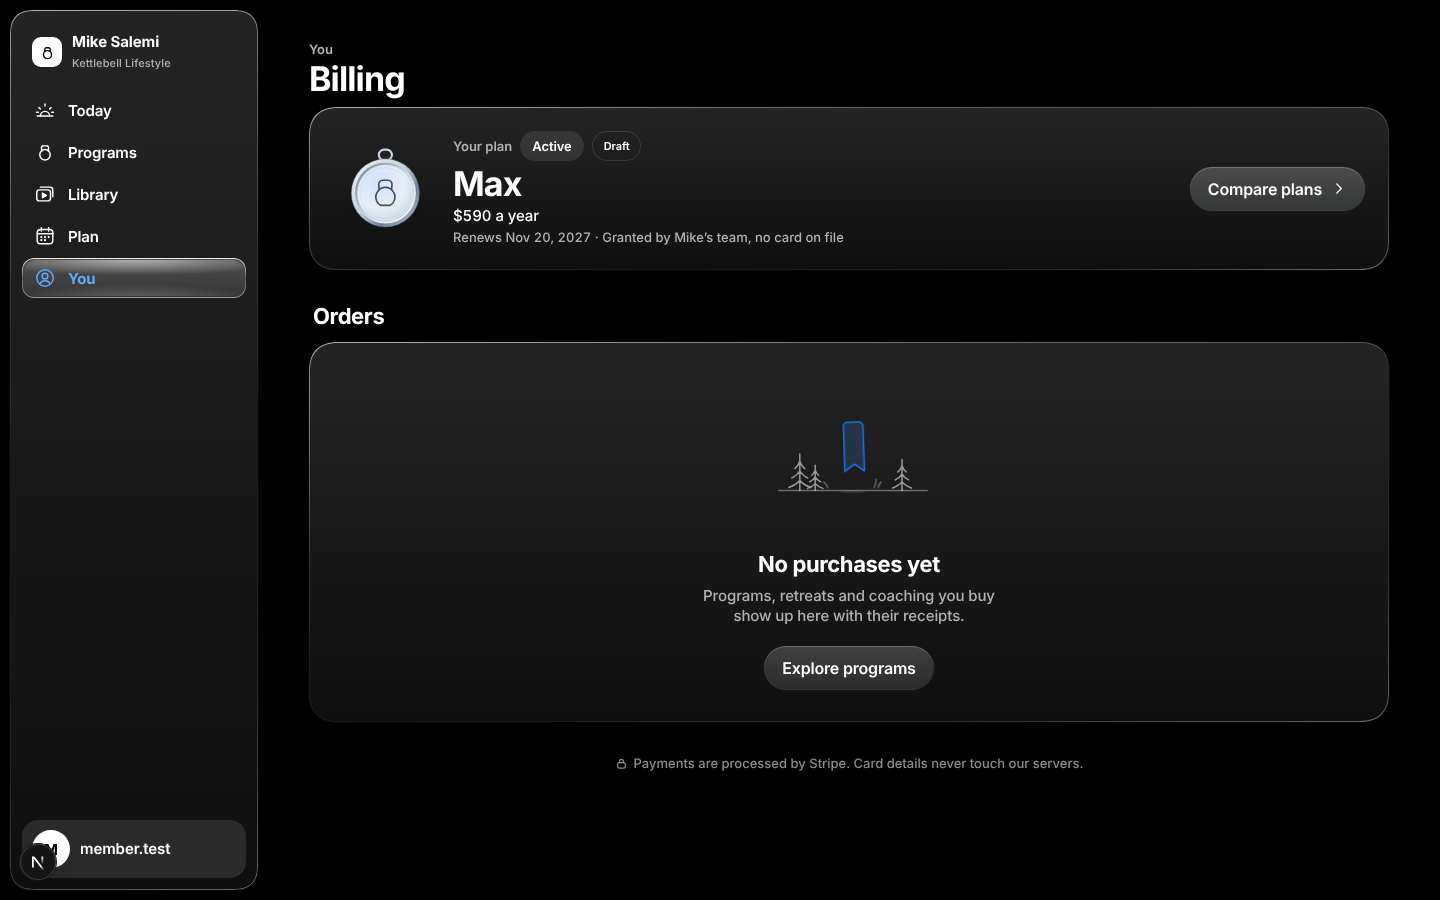 Mike Salemi
Kettlebell Lifestyle
Today
Programs
Library
Plan
You
member.test
N
You
Billing
Your plan Active Draft
Max
$590 a year
Renews Nov 20, 2027 · Granted by Mike’s team, no card on file
Compare plans
Orders
No purchases yet
Programs, retreats and coaching you buy
show up here with their receipts.
Explore programs
Payments are processed by Stripe. Card details never touch our servers.